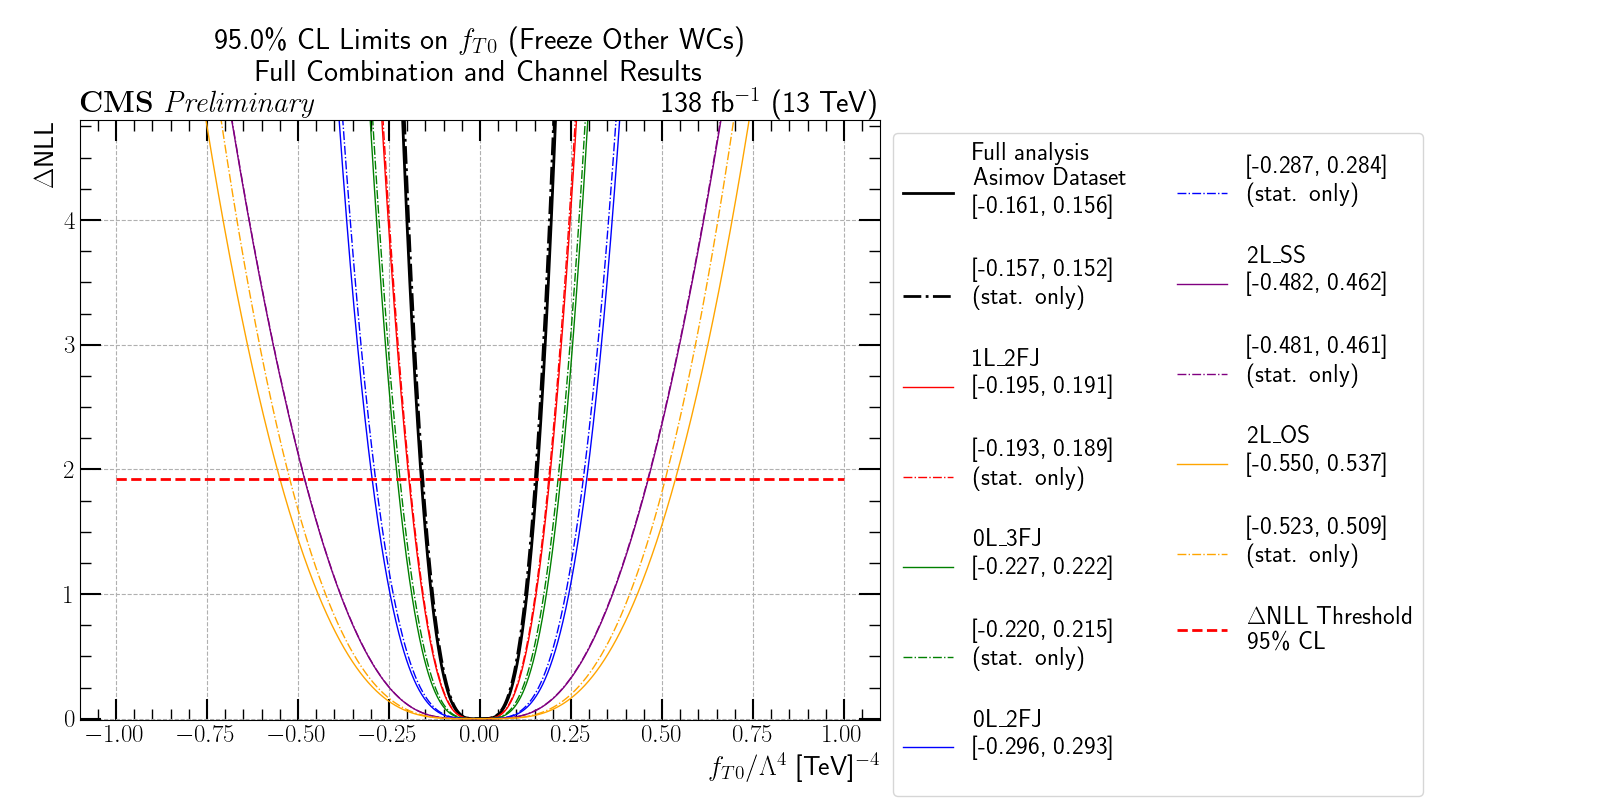 95.0% CL Limits on f_{T0} (Freeze Other WCs)
Full Combination and Channel Results
CMS Preliminary
138 fb⁻¹ (13 TeV)
ΔNLL
4
3
2
1
0
−1.00 −0.75 −0.50 −0.25 0.00 0.25 0.50 0.75 1.00
f_{T0}/Λ⁴ [TeV]⁻⁴
Full analysis
Asimov Dataset
[-0.161, 0.156]
[-0.157, 0.152]
(stat. only)
1L_2FJ
[-0.195, 0.191]
[-0.193, 0.189]
(stat. only)
0L_3FJ
[-0.227, 0.222]
[-0.220, 0.215]
(stat. only)
0L_2FJ
[-0.296, 0.293]
[-0.287, 0.284]
(stat. only)
2L_SS
[-0.482, 0.462]
[-0.481, 0.461]
(stat. only)
2L_OS
[-0.550, 0.537]
[-0.523, 0.509]
(stat. only)
ΔNLL Threshold
95% CL